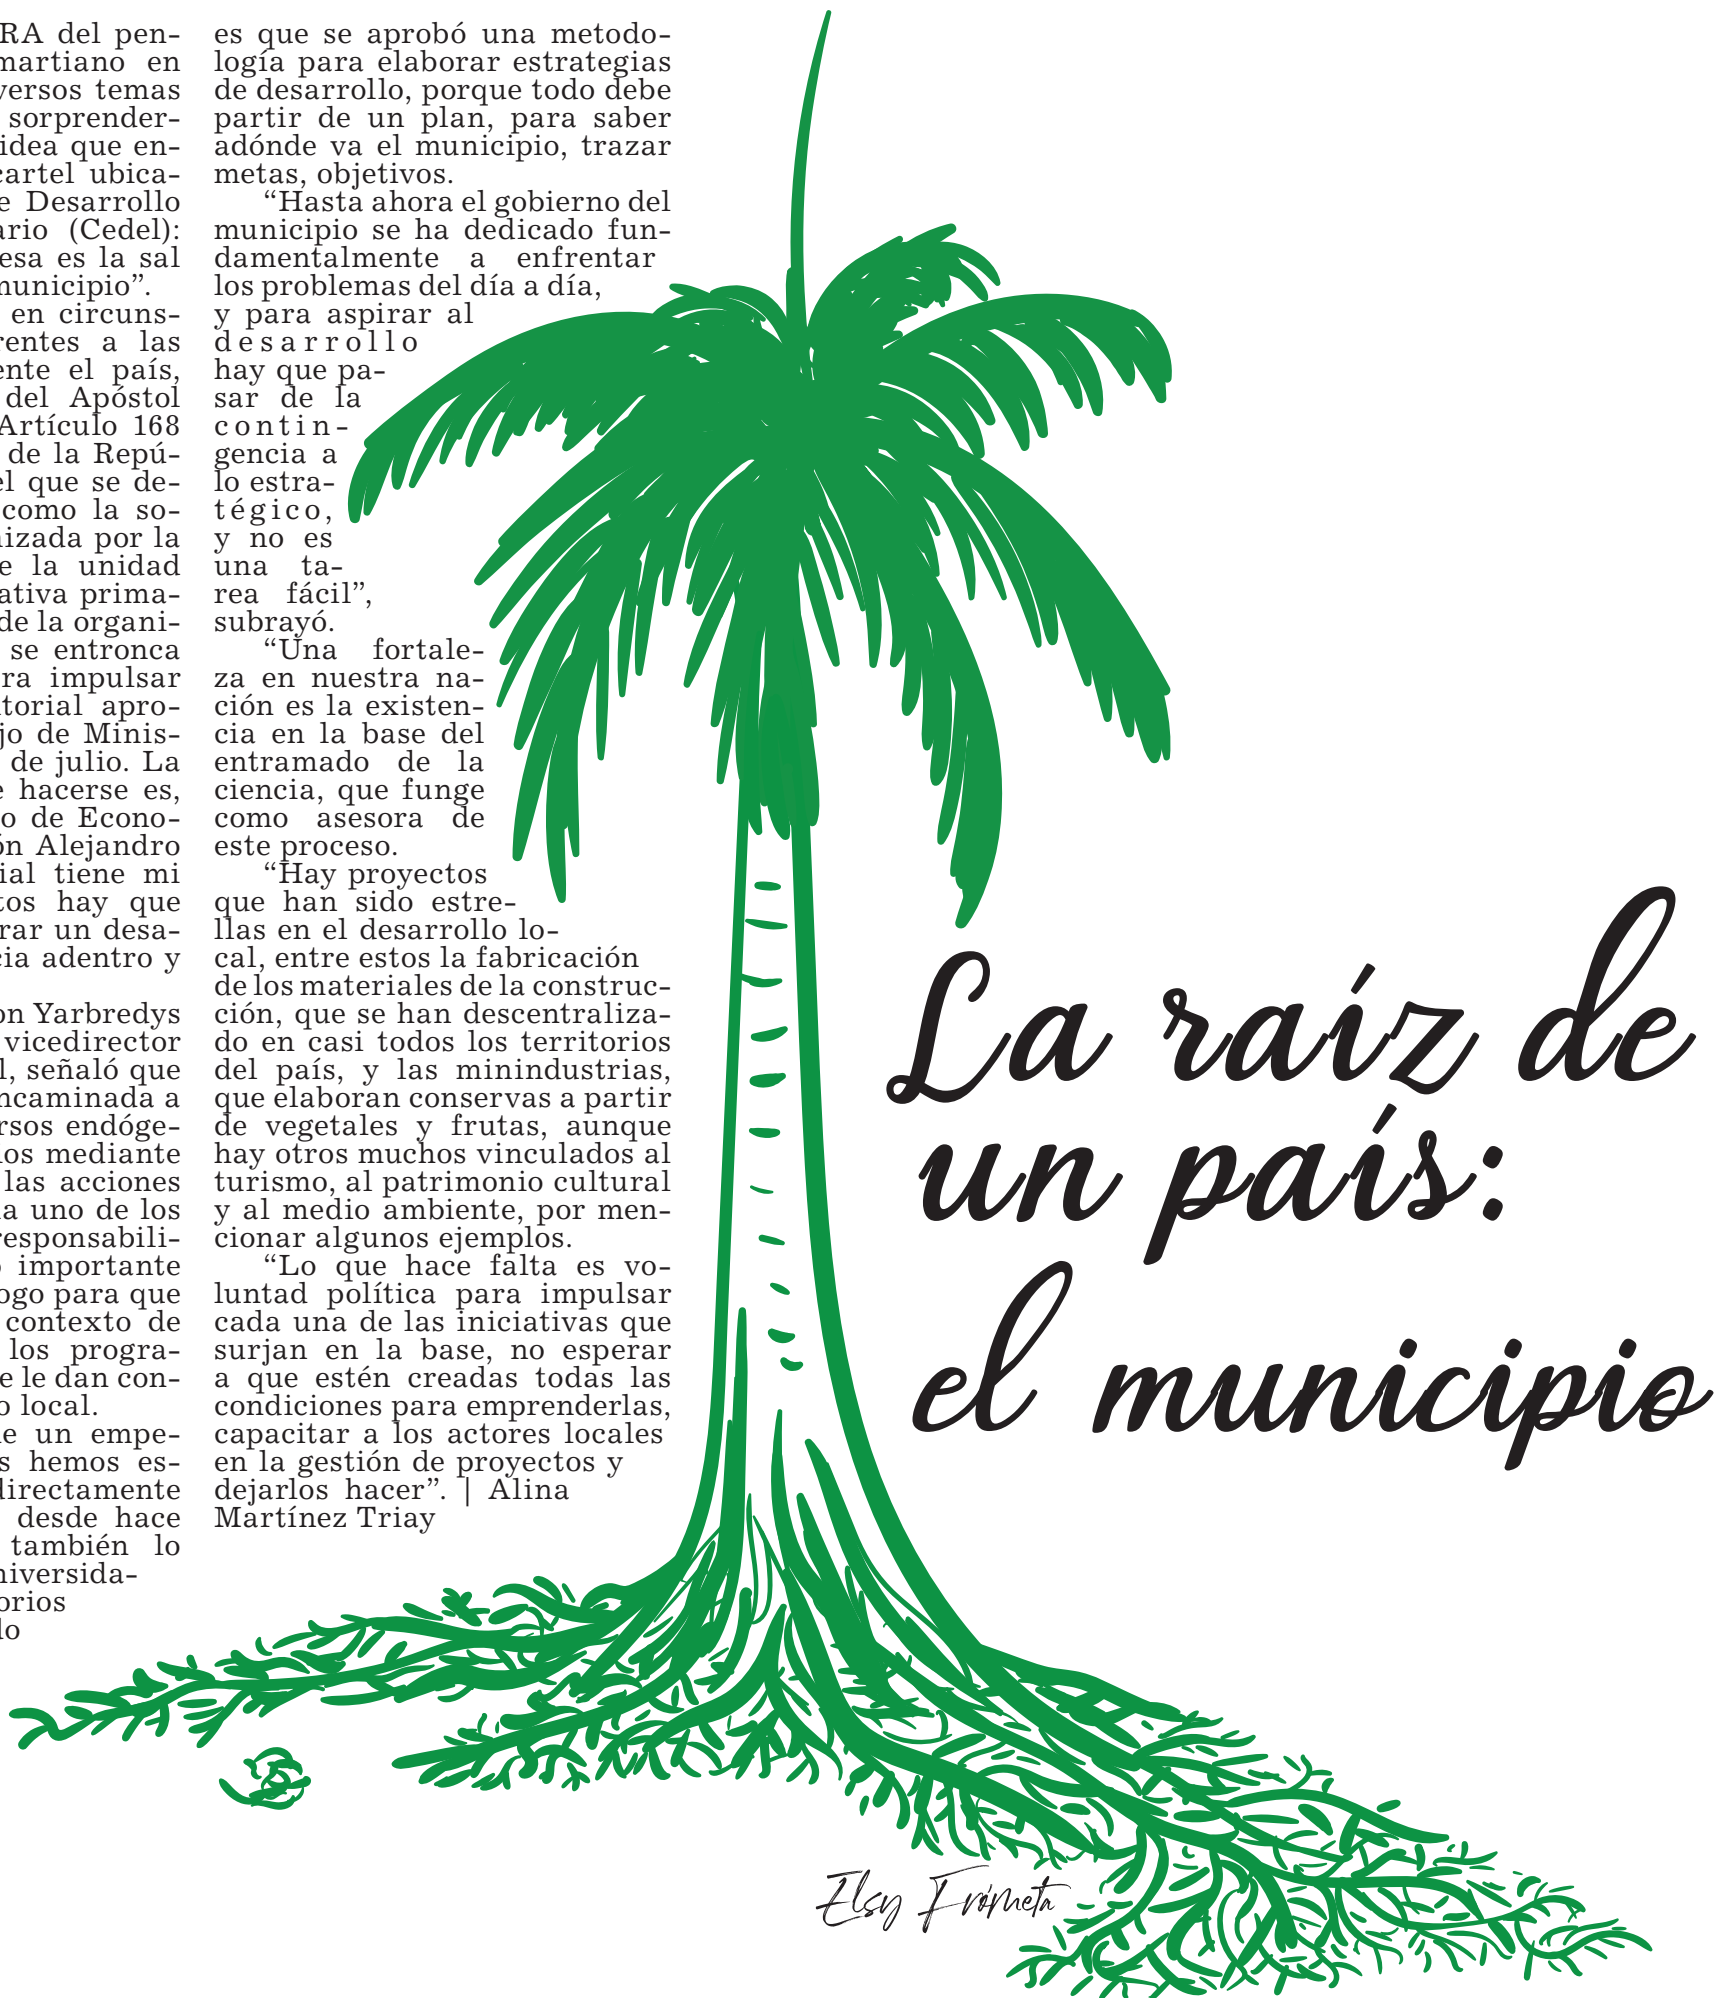 RA del pen-
martiano en
versos temas
sorprender-
idea que en-
cartel ubica-
e Desarrollo
ario (Cedel):
esa es la sal
municipio”.
en circuns-
rentes a las
ente el país,
del Apóstol
Artículo 168
de la Repú-
el que se de-
como la so-
nizada por la
e la unidad
ativa prima-
de la organi-
se entronca
ra impulsar
itorial apro-
jo de Minis-
de julio. La
e hacerse es,
o de Econo-
ón Alejandro
ial tiene mi
tos hay que
rar un desa-
cia adentro y
on Yarbredys
vicedirector
l, señaló que
ncaminada a
rsos endóge-
los mediante
las acciones
a uno de los
responsabili-
o importante
ogo para que
contexto de
los progra-
e le dan con-
o local.
e un empe-
s hemos es-
directamente
desde hace
también lo
niversida-
orios
lo
es que se aprobó una metodo-
logía para elaborar estrategias
de desarrollo, porque todo debe
partir de un plan, para saber
adónde va el municipio, trazar
metas, objetivos.
“Hasta ahora el gobierno del
municipio se ha dedicado fun-
damentalmente a enfrentar
los problemas del día a día,
y para aspirar al
desarrollo
hay que pa-
sar de la
contin-
gencia a
lo estra-
tégico,
y no es
una ta-
rea fácil”,
subrayó.
“Una fortale-
za en nuestra na-
ción es la existen-
cia en la base del
entramado de la
ciencia, que funge
como asesora de
este proceso.
“Hay proyectos
que han sido estre-
llas en el desarrollo lo-
cal, entre estos la fabricación
de los materiales de la construc-
ción, que se han descentraliza-
do en casi todos los territorios
del país, y las minindustrias,
que elaboran conservas a partir
de vegetales y frutas, aunque
hay otros muchos vinculados al
turismo, al patrimonio cultural
y al medio ambiente, por men-
cionar algunos ejemplos.
“Lo que hace falta es vo-
luntad política para impulsar
cada una de las iniciativas que
surjan en la base, no esperar
a que estén creadas todas las
condiciones para emprenderlas,
capacitar a los actores locales
en la gestión de proyectos y
dejarlos hacer”. | Alina
Martínez Triay
La raíz de
un país:
el municipio
Elsy Frómeta